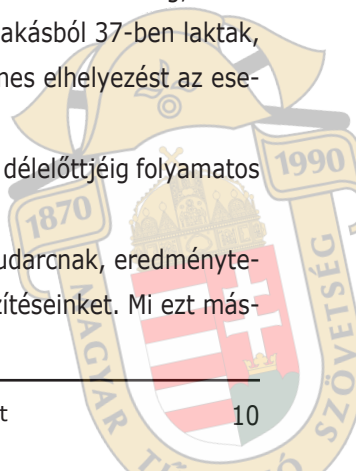 akásból 37-ben laktak,
nes elhelyezést az ese-
délelőttjéig folyamatos
udarcnak, eredményte-
zítéseinket. Mi ezt más-
t 10
1870
1990
MAGYAR
SZÖVETSÉG